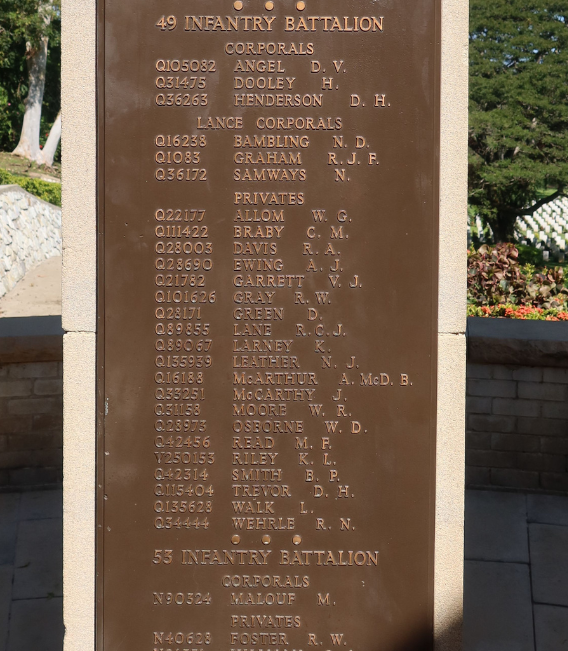 49 INFANTRY BATTALION
CORPORALS
Q105082 ANGEL D. V.
Q31475 DOOLEY H.
Q36263 HENDERSON D. H.
LANCE CORPORALS
Q16238 BAMBLING N. D.
Q1083 GRAHAM R. J. P.
Q36172 SAMWAYS N.
PRIVATES
Q22177 ALLOM W. G.
Q111422 BRABY C. M.
Q28003 DAVIS R. A.
Q28690 EWING A. J.
Q21782 GARRETT V. J.
Q101626 GRAY R. W.
Q28171 GREEN D.
Q89855 LANE R. C. J.
Q89067 LARNEY K.
Q135939 LEATHER N. J.
Q16188 McARTHUR A. McD. B.
Q33251 McCARTHY J.
Q31158 MOORE W. R.
Q28973 OSBORNE W. D.
Q42456 READ M. F.
V250153 RILEY K. L.
Q42314 SMITH B. P.
Q115404 TREVOR D. H.
Q135628 WALK L.
Q34444 WEHRLE R. N.
53 INFANTRY BATTALION
CORPORALS
N90324 MALOUF M.
PRIVATES
N40628 FOSTER R. W.